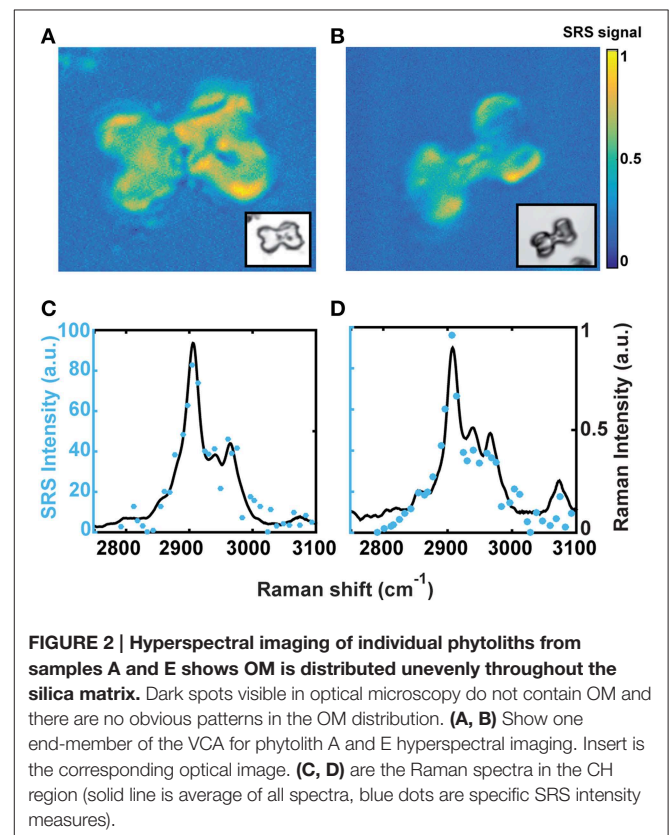 A
B
SRS signal
1
0.5
0
C
D
100
80
60
40
20
0
SRS Intensity (a.u.)
2800 2900 3000 3100
1
0.5
0
Raman Intensity (a.u.)
2800 2900 3000 3100
Raman shift (cm⁻¹)
FIGURE 2 | Hyperspectral imaging of individual phytoliths from
samples A and E shows OM is distributed unevenly throughout the
silica matrix. Dark spots visible in optical microscopy do not contain OM and
there are no obvious patterns in the OM distribution. (A, B) Show one
end-member of the VCA for phytolith A and E hyperspectral imaging. Insert is
the corresponding optical image. (C, D) are the Raman spectra in the CH
region (solid line is average of all spectra, blue dots are specific SRS intensity
measures).